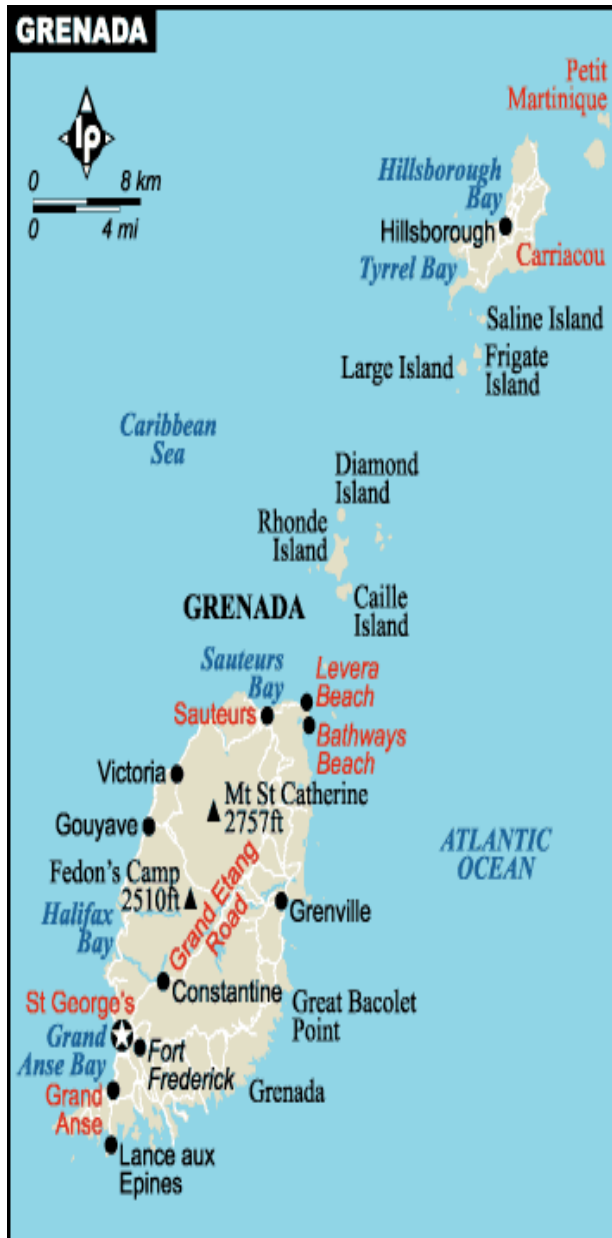 GRENADA
lp
0 8 km
0 4 mi
Petit
Martinique
Hillsborough
Bay
Hillsborough
Carriacou
Tyrrel Bay
Saline Island
Large Island
Frigate
Island
Caribbean
Sea
Diamond
Island
Rhonde
Island
Caille
Island
GRENADA
Sauteurs
Bay
Levera
Beach
Sauteurs
Bathways
Beach
Victoria
Mt St Catherine
2757ft
Gouyave
ATLANTIC
OCEAN
Fedon's Camp
2510ft
Grand Etang
Road
Halifax
Bay
Grenville
Constantine
Great Bacolet
Point
St George's
Grand
Anse Bay
Fort
Frederick
Grenada
Grand
Anse
Lance aux
Epines